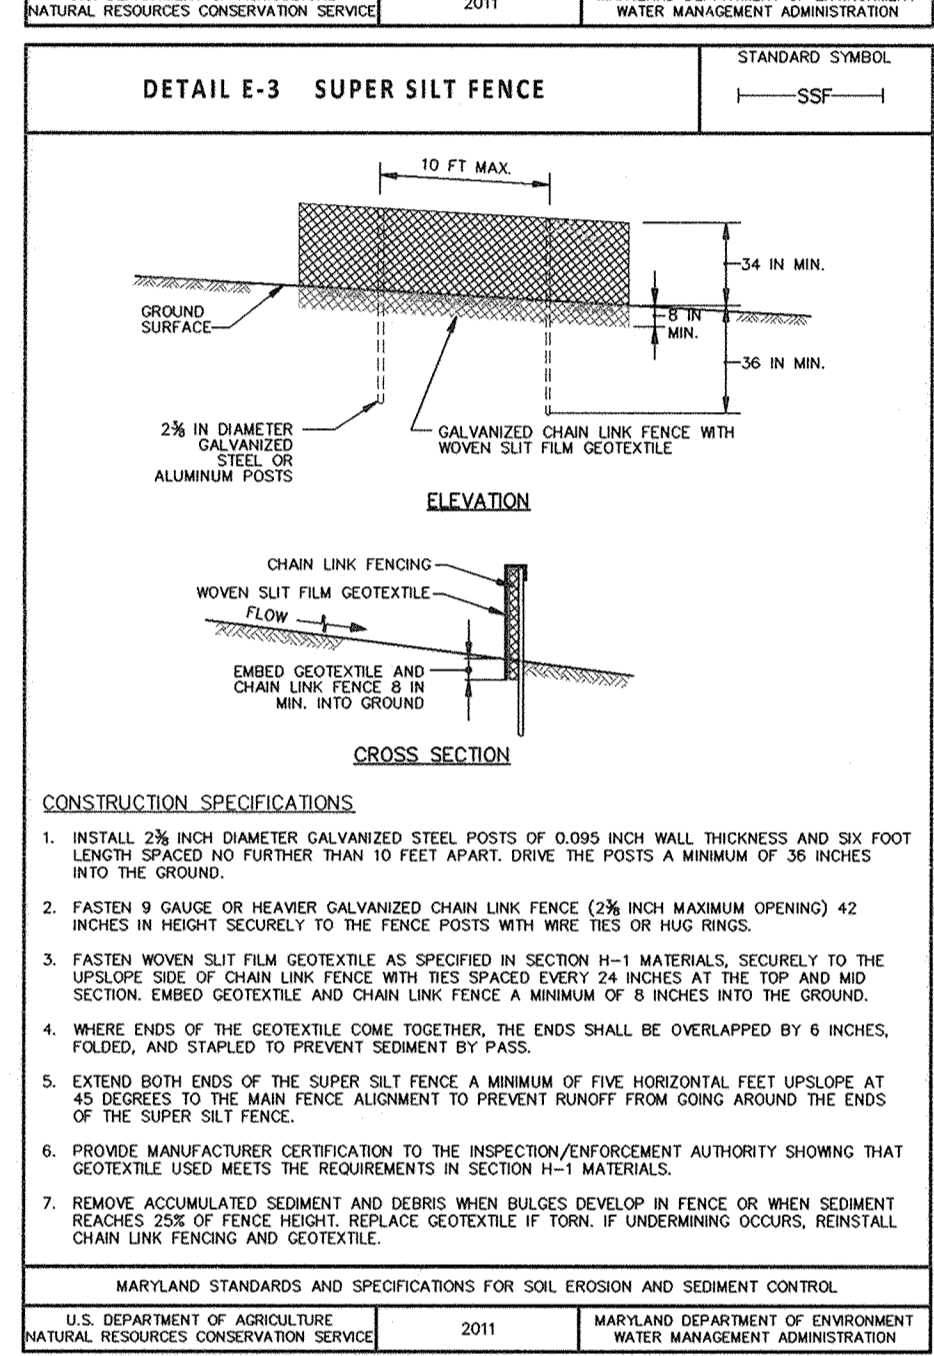 NATURAL RESOURCES CONSERVATION SERVICE
2011
WATER MANAGEMENT ADMINISTRATION
DETAIL E-3 SUPER SILT FENCE
STANDARD SYMBOL
SSF
10 FT MAX.
34 IN MIN.
GROUND
SURFACE
8 IN
MIN.
36 IN MIN.
2⅜ IN DIAMETER
GALVANIZED
STEEL OR
ALUMINUM POSTS
GALVANIZED CHAIN LINK FENCE WITH
WOVEN SLIT FILM GEOTEXTILE
ELEVATION
CHAIN LINK FENCING
WOVEN SLIT FILM GEOTEXTILE
FLOW
EMBED GEOTEXTILE AND
CHAIN LINK FENCE 8 IN
MIN. INTO GROUND
CROSS SECTION
CONSTRUCTION SPECIFICATIONS
1. INSTALL 2⅜ INCH DIAMETER GALVANIZED STEEL POSTS OF 0.095 INCH WALL THICKNESS AND SIX FOOT
LENGTH SPACED NO FURTHER THAN 10 FEET APART. DRIVE THE POSTS A MINIMUM OF 36 INCHES
INTO THE GROUND.
2. FASTEN 9 GAUGE OR HEAVIER GALVANIZED CHAIN LINK FENCE (2⅜ INCH MAXIMUM OPENING) 42
INCHES IN HEIGHT SECURELY TO THE FENCE POSTS WITH WIRE TIES OR HUG RINGS.
3. FASTEN WOVEN SLIT FILM GEOTEXTILE AS SPECIFIED IN SECTION H-1 MATERIALS, SECURELY TO THE
UPSLOPE SIDE OF CHAIN LINK FENCE WITH TIES SPACED EVERY 24 INCHES AT THE TOP AND MID
SECTION. EMBED GEOTEXTILE AND CHAIN LINK FENCE A MINIMUM OF 8 INCHES INTO THE GROUND.
4. WHERE ENDS OF THE GEOTEXTILE COME TOGETHER, THE ENDS SHALL BE OVERLAPPED BY 6 INCHES,
FOLDED, AND STAPLED TO PREVENT SEDIMENT BY PASS.
5. EXTEND BOTH ENDS OF THE SUPER SILT FENCE A MINIMUM OF FIVE HORIZONTAL FEET UPSLOPE AT
45 DEGREES TO THE MAIN FENCE ALIGNMENT TO PREVENT RUNOFF FROM GOING AROUND THE ENDS
OF THE SUPER SILT FENCE.
6. PROVIDE MANUFACTURER CERTIFICATION TO THE INSPECTION/ENFORCEMENT AUTHORITY SHOWING THAT
GEOTEXTILE USED MEETS THE REQUIREMENTS IN SECTION H-1 MATERIALS.
7. REMOVE ACCUMULATED SEDIMENT AND DEBRIS WHEN BULGES DEVELOP IN FENCE OR WHEN SEDIMENT
REACHES 25% OF FENCE HEIGHT. REPLACE GEOTEXTILE IF TORN. IF UNDERMINING OCCURS, REINSTALL
CHAIN LINK FENCING AND GEOTEXTILE.
MARYLAND STANDARDS AND SPECIFICATIONS FOR SOIL EROSION AND SEDIMENT CONTROL
U.S. DEPARTMENT OF AGRICULTURE
NATURAL RESOURCES CONSERVATION SERVICE
2011
MARYLAND DEPARTMENT OF ENVIRONMENT
WATER MANAGEMENT ADMINISTRATION